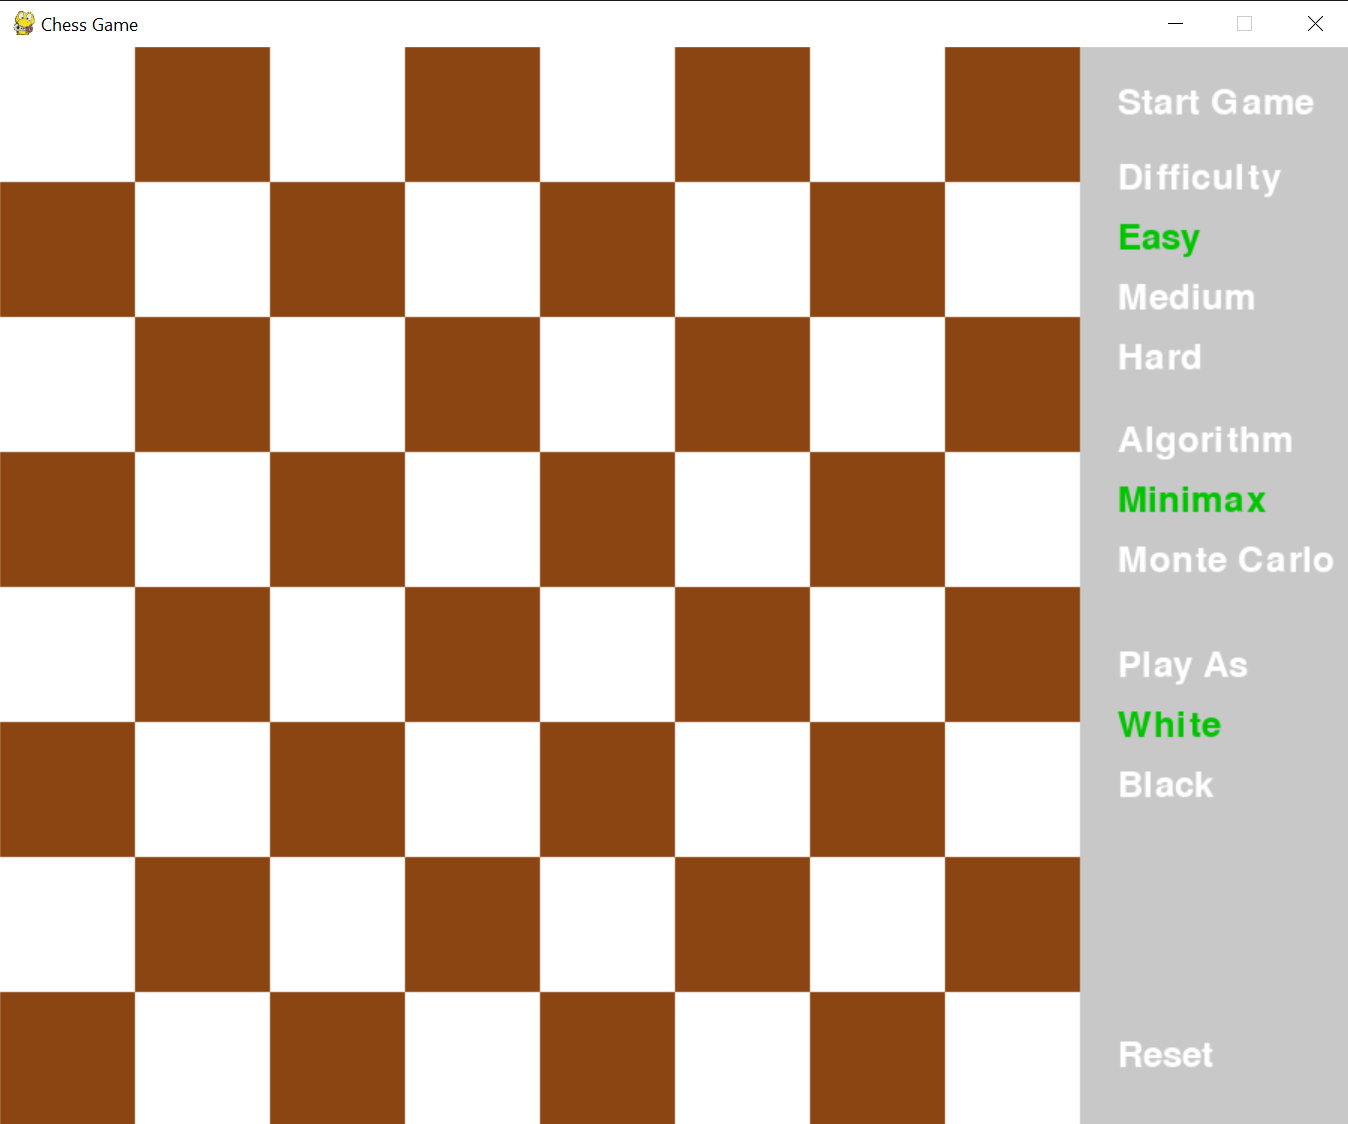 Chess Game
Start Game
Difficulty
Easy
Medium
Hard
Algorithm
Minimax
Monte Carlo
Play As
White
Black
Reset